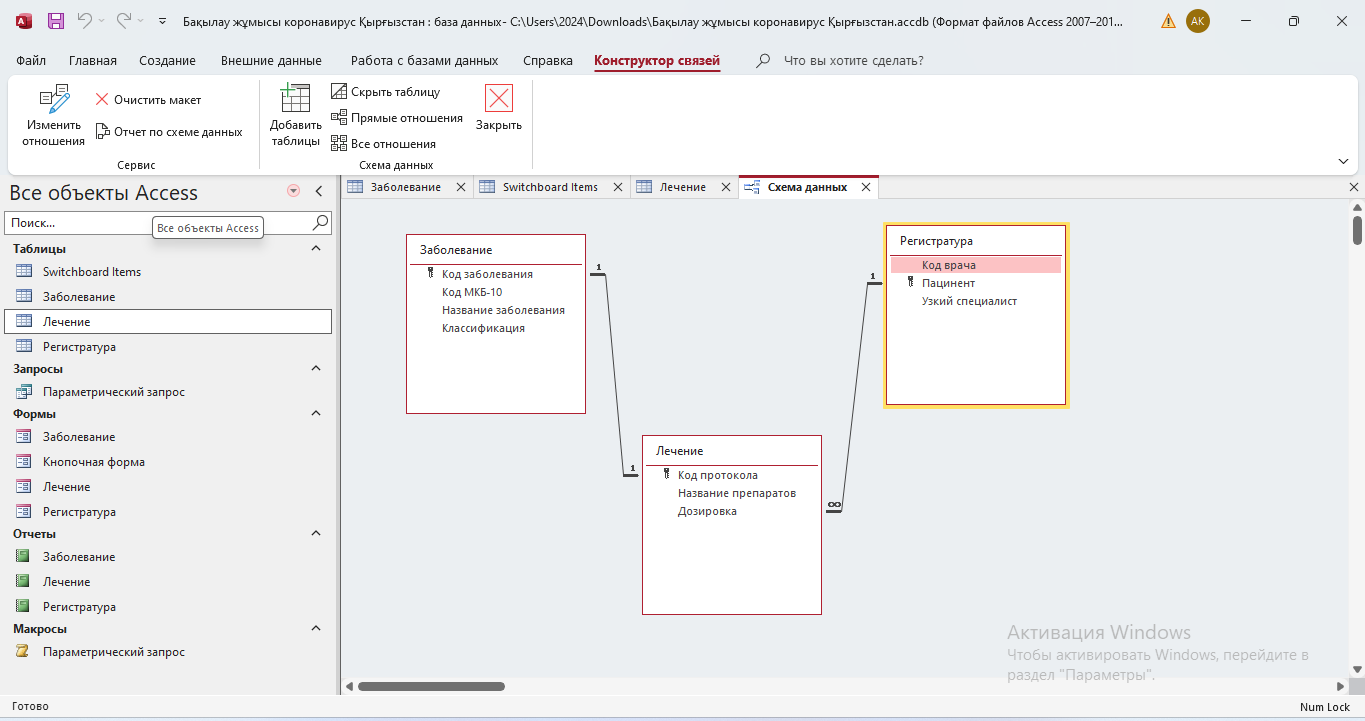 Бақылау жұмысы коронавирус Қырғызстан : база данных- C:\Users\2024\Downloads\Бақылау жұмысы коронавирус Қырғызстан.accdb (Формат файлов Access 2007–201...
AK
Файл Главная Создание Внешние данные Работа с базами данных Справка Конструктор связей Что вы хотите сделать?
Изменить отношения
Очистить макет
Отчет по схеме данных
Сервис
Добавить таблицы
Скрыть таблицу
Прямые отношения
Все отношения
Закрыть
Схема данных
Все объекты Access
Поиск...
Все объекты Access
Таблицы
Switchboard Items
Заболевание
Лечение
Регистратура
Запросы
Параметрический запрос
Формы
Заболевание
Кнопочная форма
Лечение
Регистратура
Отчеты
Заболевание
Лечение
Регистратура
Макросы
Параметрический запрос
Заболевание Switchboard Items Лечение Схема данных
Заболевание
Код заболевания
Код МКБ-10
Название заболевания
Классификация
1
1
Лечение
Код протокола
Название препаратов
Дозировка
Регистратура
Код врача
Пацинент
Узкий специалист
1
∞
Активация Windows
Чтобы активировать Windows, перейдите в
раздел "Параметры".
Готово
Num Lock